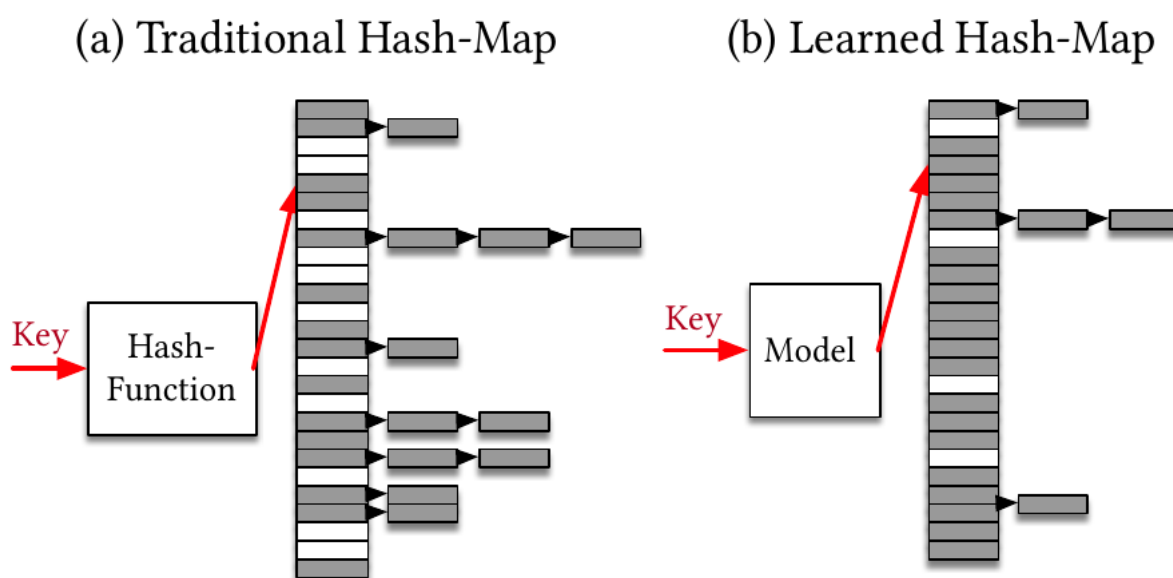 (a) Traditional Hash-Map
(b) Learned Hash-Map
Key
Hash-
Function
Key
Model